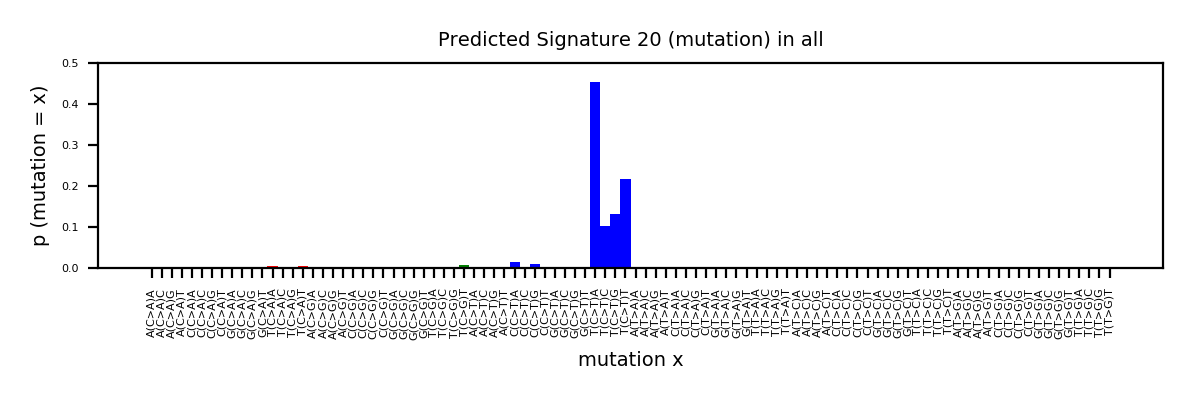 Predicted Signature 20 (mutation) in all
p (mutation = x)
0.5
0.4
0.3
0.2
0.1
0.0
A(C>A)A
A(C>A)C
A(C>A)G
A(C>A)T
C(C>A)A
C(C>A)C
C(C>A)G
C(C>A)T
G(C>A)A
G(C>A)C
G(C>A)G
G(C>A)T
T(C>A)A
T(C>A)C
T(C>A)G
T(C>A)T
A(C>G)A
A(C>G)C
A(C>G)G
A(C>G)T
C(C>G)A
C(C>G)C
C(C>G)G
C(C>G)T
G(C>G)A
G(C>G)C
G(C>G)G
G(C>G)T
T(C>G)A
T(C>G)C
T(C>G)G
T(C>G)T
A(C>T)A
A(C>T)C
A(C>T)G
A(C>T)T
C(C>T)A
C(C>T)C
C(C>T)G
C(C>T)T
G(C>T)A
G(C>T)C
G(C>T)G
G(C>T)T
T(C>T)A
T(C>T)C
T(C>T)G
T(C>T)T
A(T>A)A
A(T>A)C
A(T>A)G
A(T>A)T
C(T>A)A
C(T>A)C
C(T>A)G
C(T>A)T
G(T>A)A
G(T>A)C
G(T>A)G
G(T>A)T
T(T>A)A
T(T>A)C
T(T>A)G
T(T>A)T
A(T>C)A
A(T>C)C
A(T>C)G
A(T>C)T
C(T>C)A
C(T>C)C
C(T>C)G
C(T>C)T
G(T>C)A
G(T>C)C
G(T>C)G
G(T>C)T
T(T>C)A
T(T>C)C
T(T>C)G
T(T>C)T
A(T>G)A
A(T>G)C
A(T>G)G
A(T>G)T
C(T>G)A
C(T>G)C
C(T>G)G
C(T>G)T
G(T>G)A
G(T>G)C
G(T>G)G
G(T>G)T
T(T>G)A
T(T>G)C
T(T>G)G
T(T>G)T
mutation x